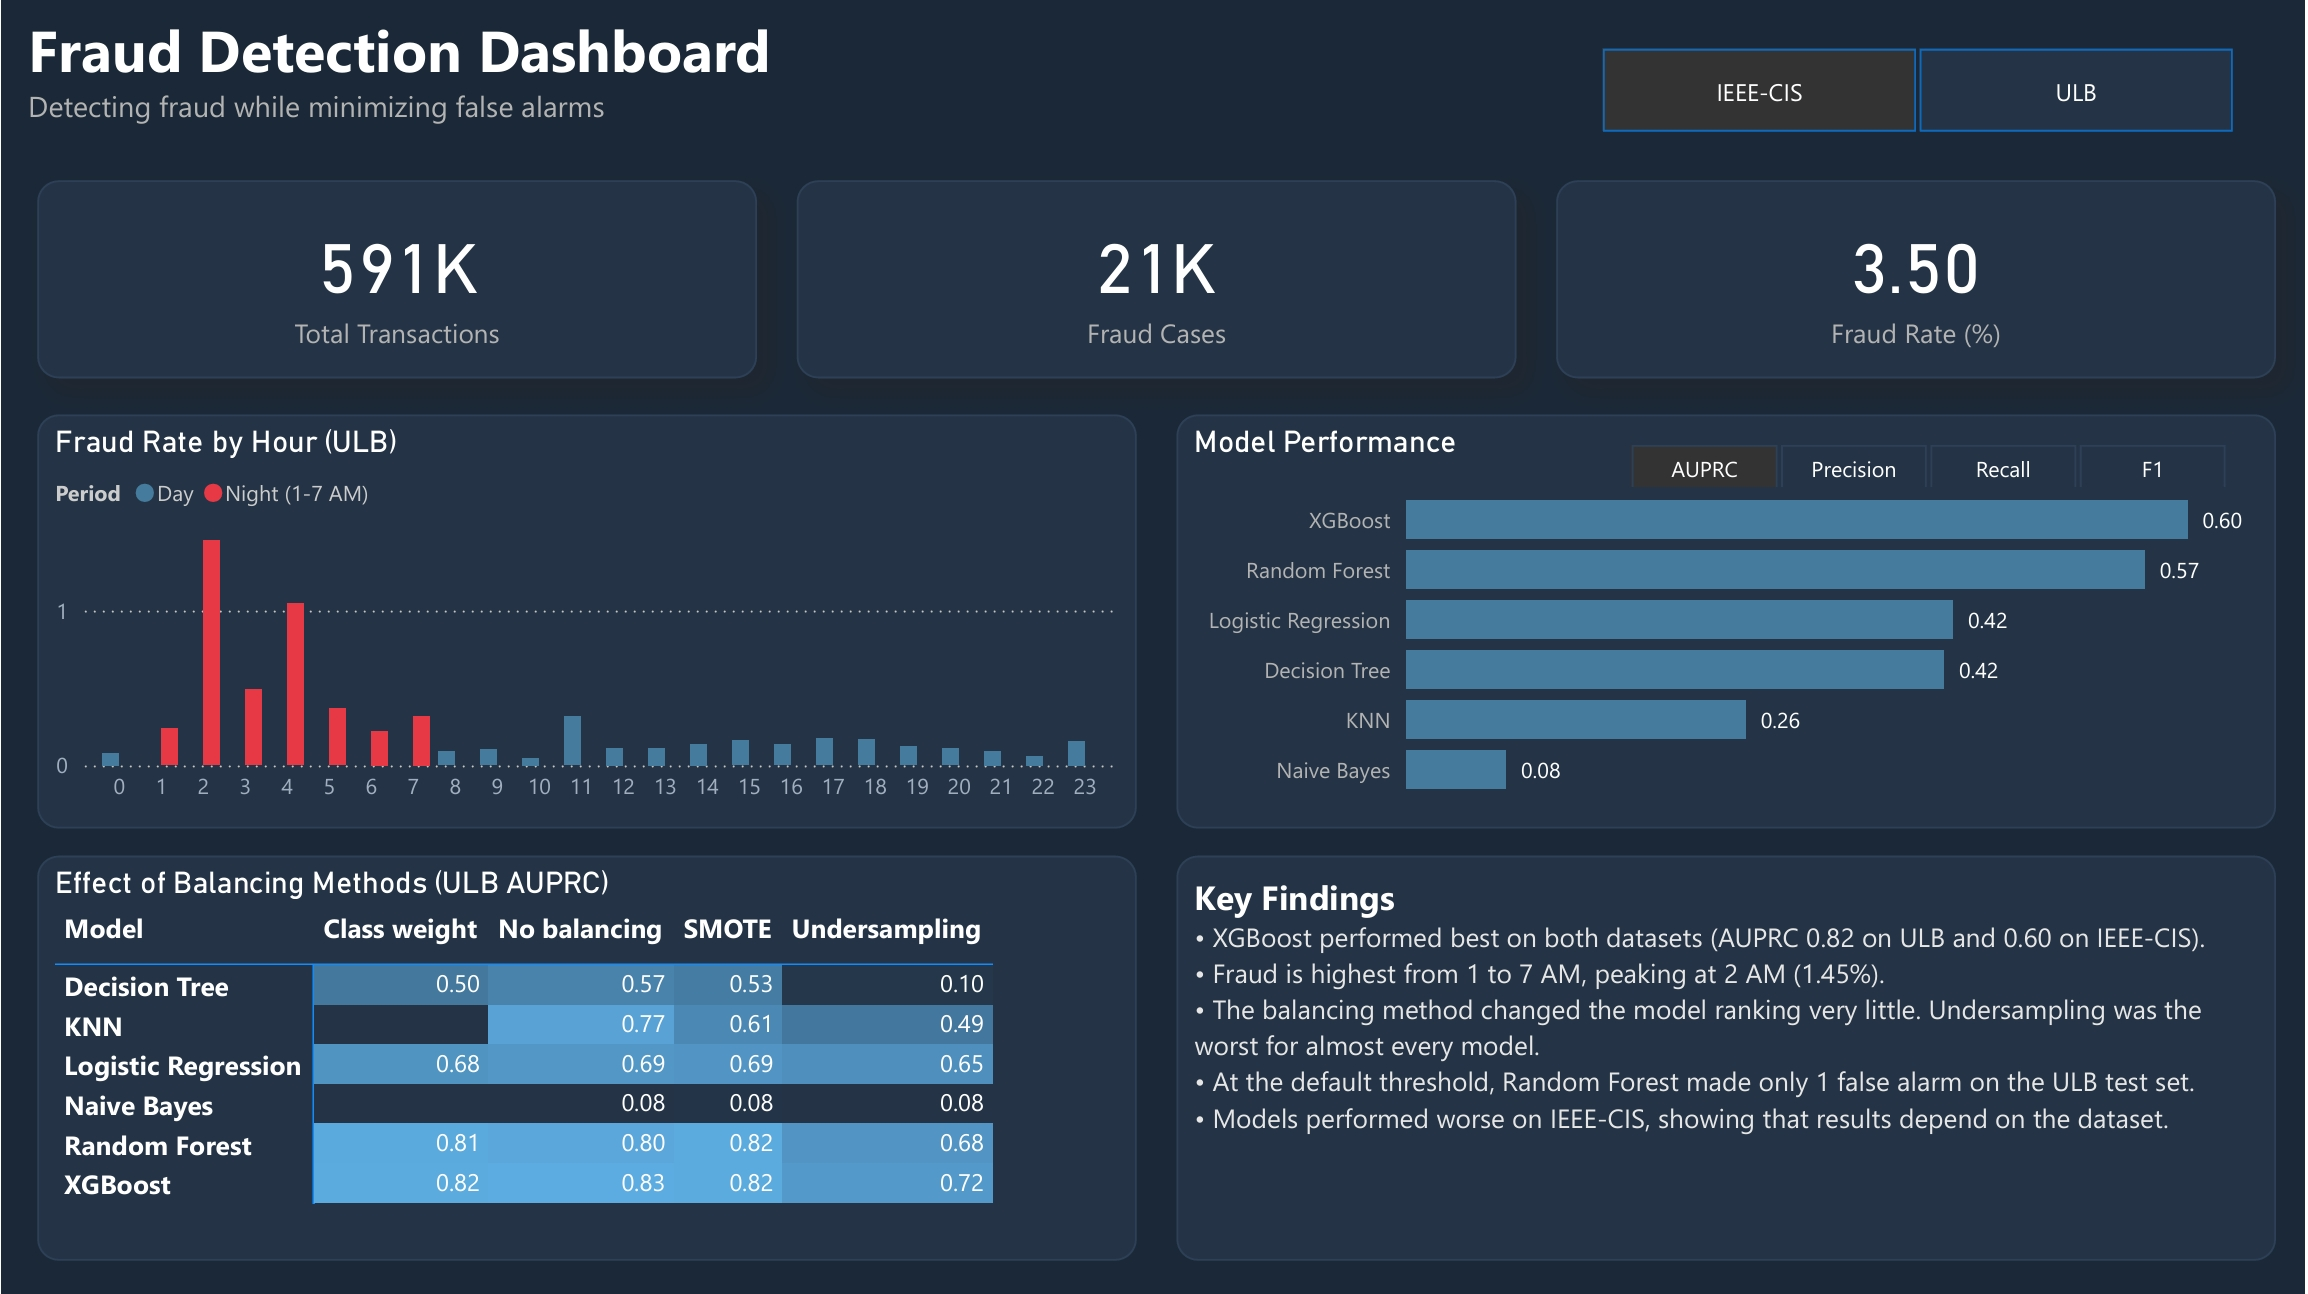 Fraud Detection Dashboard
Detecting fraud while minimizing false alarms
IEEE-CIS
ULB
591K
Total Transactions
21K
Fraud Cases
3.50
Fraud Rate (%)
Fraud Rate by Hour (ULB)
Period Day Night (1-7 AM)
1
0
0 1 2 3 4 5 6 7 8 9 10 11 12 13 14 15 16 17 18 19 20 21 22 23
Model Performance
AUPRC Precision Recall F1
XGBoost 0.60
Random Forest 0.57
Logistic Regression 0.42
Decision Tree 0.42
KNN 0.26
Naive Bayes 0.08
Effect of Balancing Methods (ULB AUPRC)
Model Class weight No balancing SMOTE Undersampling
Decision Tree 0.50 0.57 0.53 0.10
KNN 0.77 0.61 0.49
Logistic Regression 0.68 0.69 0.69 0.65
Naive Bayes 0.08 0.08 0.08
Random Forest 0.81 0.80 0.82 0.68
XGBoost 0.82 0.83 0.82 0.72
Key Findings
• XGBoost performed best on both datasets (AUPRC 0.82 on ULB and 0.60 on IEEE-CIS).
• Fraud is highest from 1 to 7 AM, peaking at 2 AM (1.45%).
• The balancing method changed the model ranking very little. Undersampling was the
worst for almost every model.
• At the default threshold, Random Forest made only 1 false alarm on the ULB test set.
• Models performed worse on IEEE-CIS, showing that results depend on the dataset.